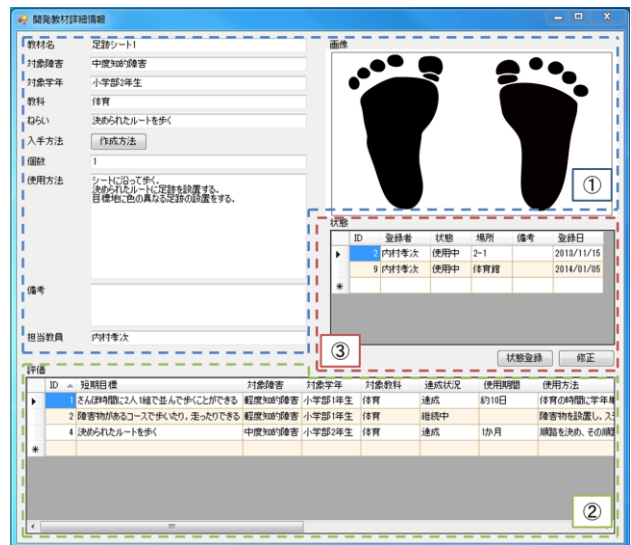 開発教材詳細情報
教材名 足跡シート1
対象障害 中度知的障害
対象学年 小学部2年生
教科 体育
ねらい 決められたルートを歩く
入手方法 作成方法
個数 1
使用方法 シートに沿って歩く．
決められたルートに足跡を設置する．
目標地に色の異なる足跡の設置をする．
備考
担当教員 内村孝次
画像
①
状態
ID 登録者 状態 場所 備考 登録日
2 内村孝次 使用中 2-1 2013/11/15
9 内村孝次 使用中 体育館 2014/01/05
③
状態登録 修正
評価
ID 短期目標 対象障害 対象学年 対象教科 達成状況 使用期間 使用方法
1 さんぽ時間に2人1組で並んで歩くことができる 軽度知的障害 小学部1年生 体育 達成 約10日 体育の時間に学年単
2 障害物があるコースで歩いたり，走ったりできる 軽度知的障害 小学部1年生 体育 継続中 障害物を設置し，ス
4 決められたルートを歩く 中度知的障害 小学部2年生 体育 達成 1か月 順路を決め、その順
②